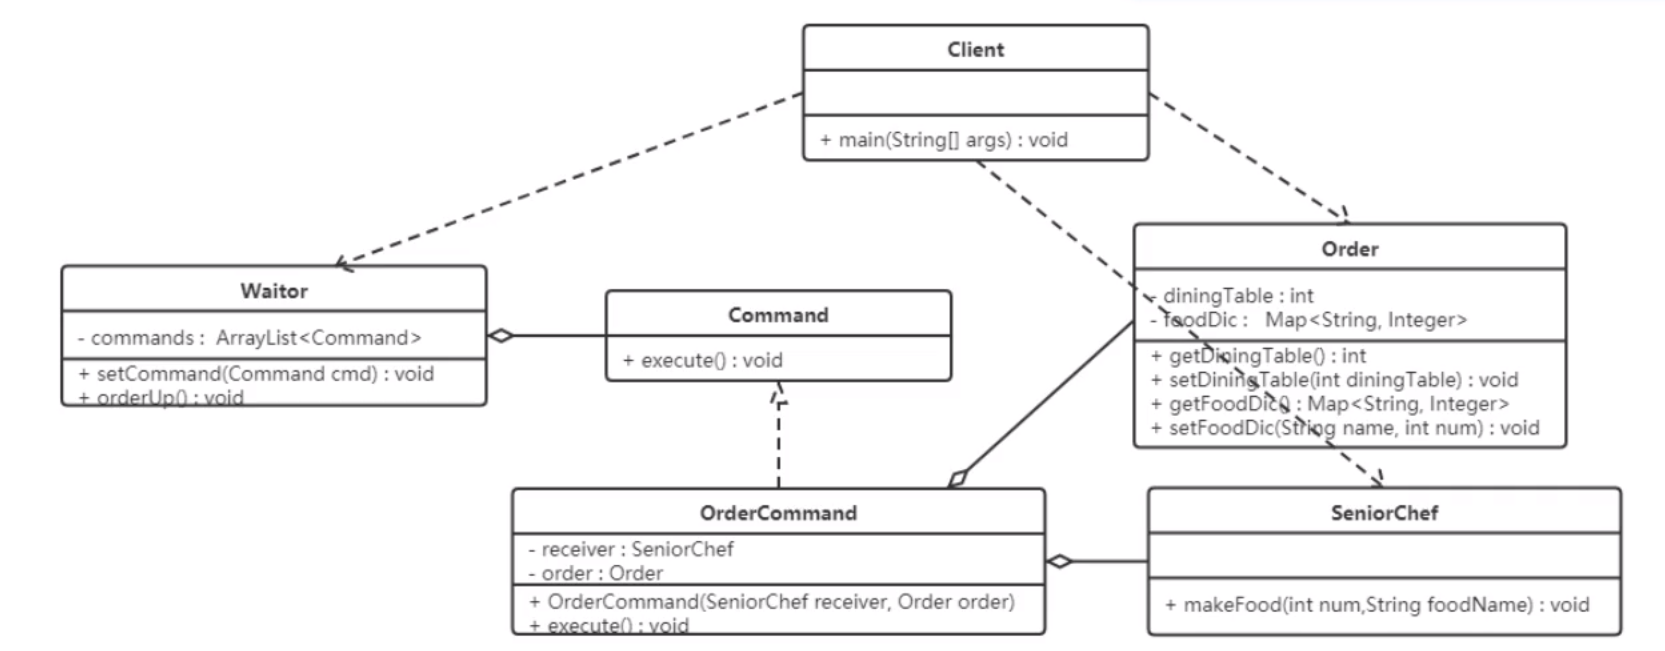 Client
+ main(String[] args) : void
Waitor
- commands : ArrayList<Command>
+ setCommand(Command cmd) : void
+ orderUp() : void
Command
+ execute() : void
Order
- diningTable : int
- foodDic : Map<String, Integer>
+ getDiningTable() : int
+ setDiningTable(int diningTable) : void
+ getFoodDic() : Map<String, Integer>
+ setFoodDic(String name, int num) : void
OrderCommand
- receiver : SeniorChef
- order : Order
+ OrderCommand(SeniorChef receiver, Order order)
+ execute() : void
SeniorChef
+ makeFood(int num,String foodName) : void